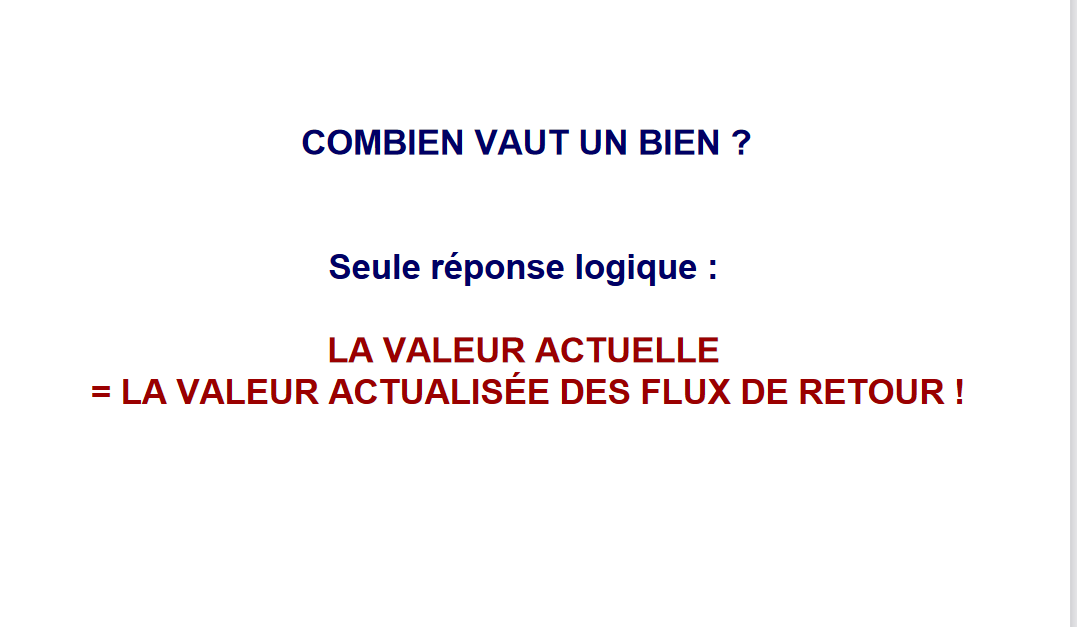 COMBIEN VAUT UN BIEN ?
Seule réponse logique :
LA VALEUR ACTUELLE
= LA VALEUR ACTUALISÉE DES FLUX DE RETOUR !